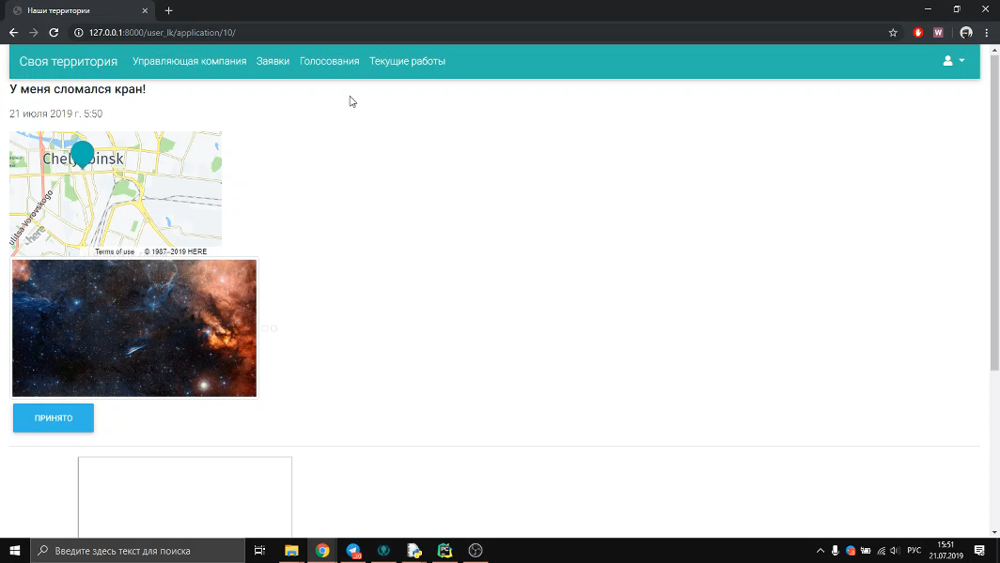 Наши территории
127.0.0.1:8000/user_lk/application/10/
Своя территория Управляющая компания Заявки Голосования Текущие работы
У меня сломался кран!
21 июля 2019 г. 5:50
ulitsa Vorovskogo
here
Terms of use © 1987–2019 HERE
ПРИНЯТО
Введите здесь текст для поиска
РУС
15:51
21.07.2019